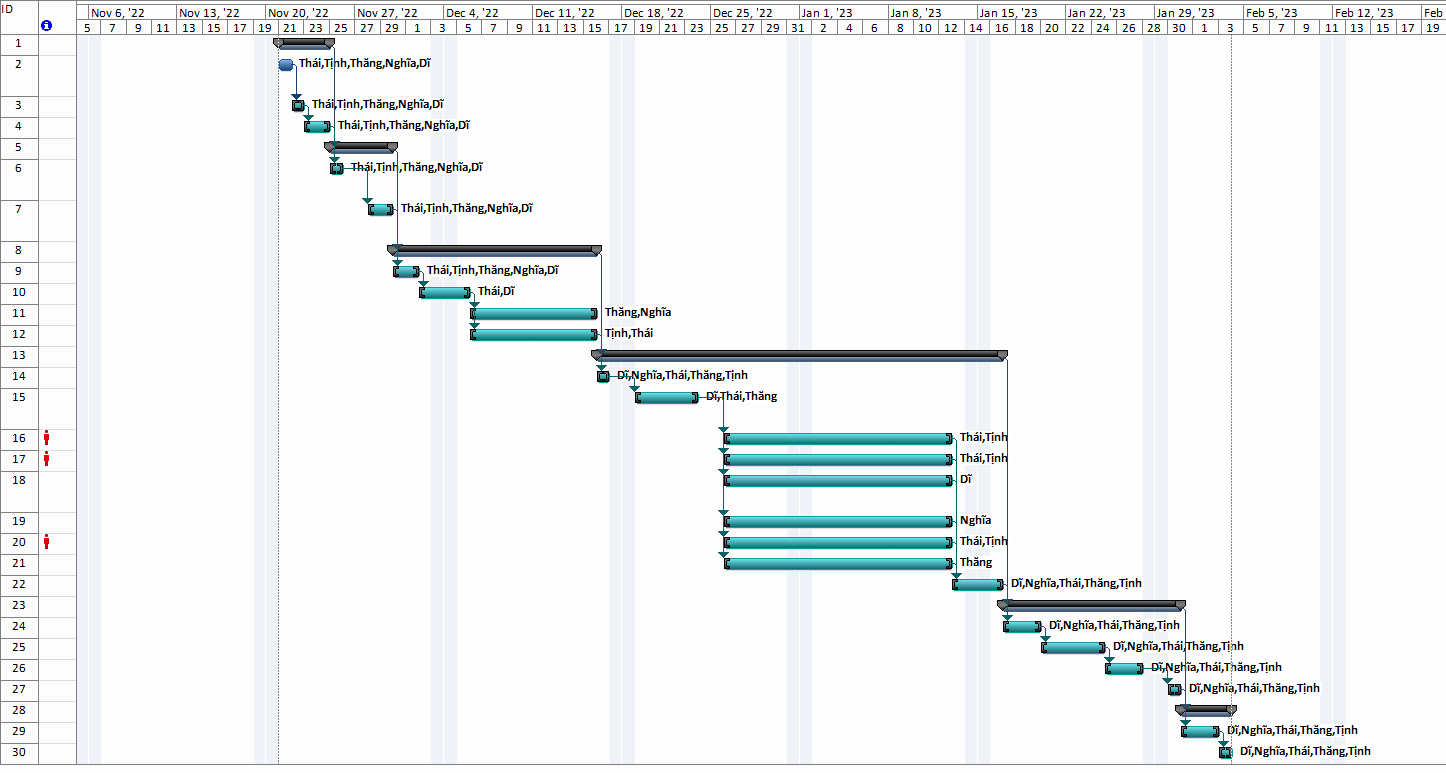 ID
Nov 6, '22 Nov 13, '22 Nov 20, '22 Nov 27, '22 Dec 4, '22 Dec 11, '22 Dec 18, '22 Dec 25, '22 Jan 1, '23 Jan 8, '23 Jan 15, '23 Jan 22, '23 Jan 29, '23 Feb 5, '23 Feb 12, '23 Feb
5 7 9 11 13 15 17 19 21 23 25 27 29 1 3 5 7 9 11 13 15 17 19 21 23 25 27 29 31 2 4 6 8 10 12 14 16 18 20 22 24 26 28 30 1 3 5 7 9 11 13 15 17 19
1
2 Thái,Tịnh,Thăng,Nghĩa,Dĩ
3 Thái,Tịnh,Thăng,Nghĩa,Dĩ
4 Thái,Tịnh,Thăng,Nghĩa,Dĩ
5
6 Thái,Tịnh,Thăng,Nghĩa,Dĩ
7 Thái,Tịnh,Thăng,Nghĩa,Dĩ
8
9 Thái,Tịnh,Thăng,Nghĩa,Dĩ
10 Thái,Dĩ
11 Thăng,Nghĩa
12 Tịnh,Thái
13
14 Dĩ,Nghĩa,Thái,Thăng,Tịnh
15 Dĩ,Thái,Thăng
16 Thái,Tịnh
17 Thái,Tịnh
18 Dĩ
19 Nghĩa
20 Thái,Tịnh
21 Thăng
22 Dĩ,Nghĩa,Thái,Thăng,Tịnh
23
24 Dĩ,Nghĩa,Thái,Thăng,Tịnh
25 Dĩ,Nghĩa,Thái,Thăng,Tịnh
26 Dĩ,Nghĩa,Thái,Thăng,Tịnh
27 Dĩ,Nghĩa,Thái,Thăng,Tịnh
28
29 Dĩ,Nghĩa,Thái,Thăng,Tịnh
30 Dĩ,Nghĩa,Thái,Thăng,Tịnh